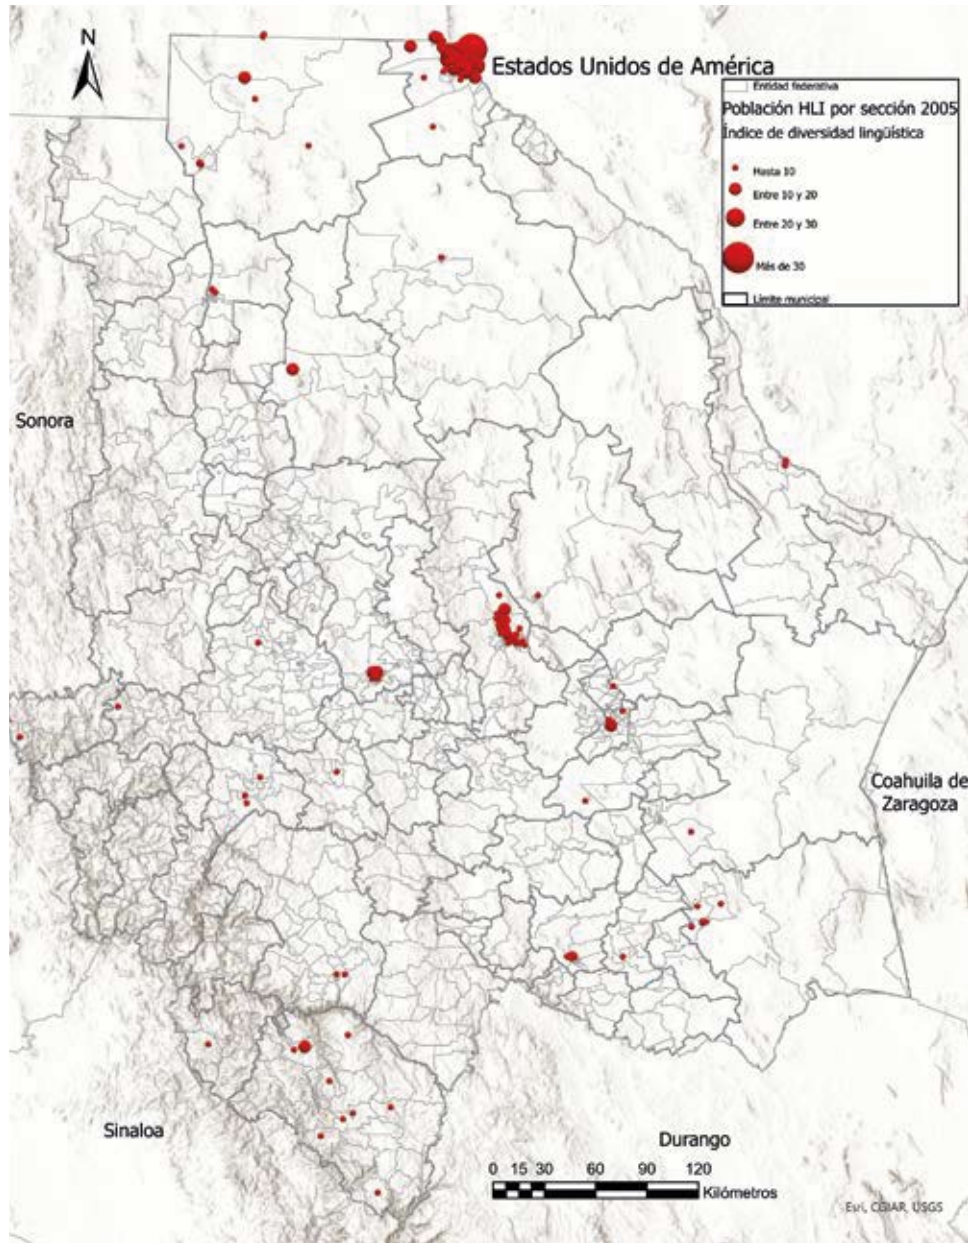 N
Estados Unidos de América
Entidad federativa
Población HLI por sección 2005
Índice de diversidad lingüística
Hasta 10
Entre 10 y 20
Entre 20 y 30
Más de 30
Límite municipal
Sonora
Coahuila de
Zaragoza
Sinaloa
Durango
0 15 30 60 90 120
Kilómetros
Esri, CGIAR, USGS